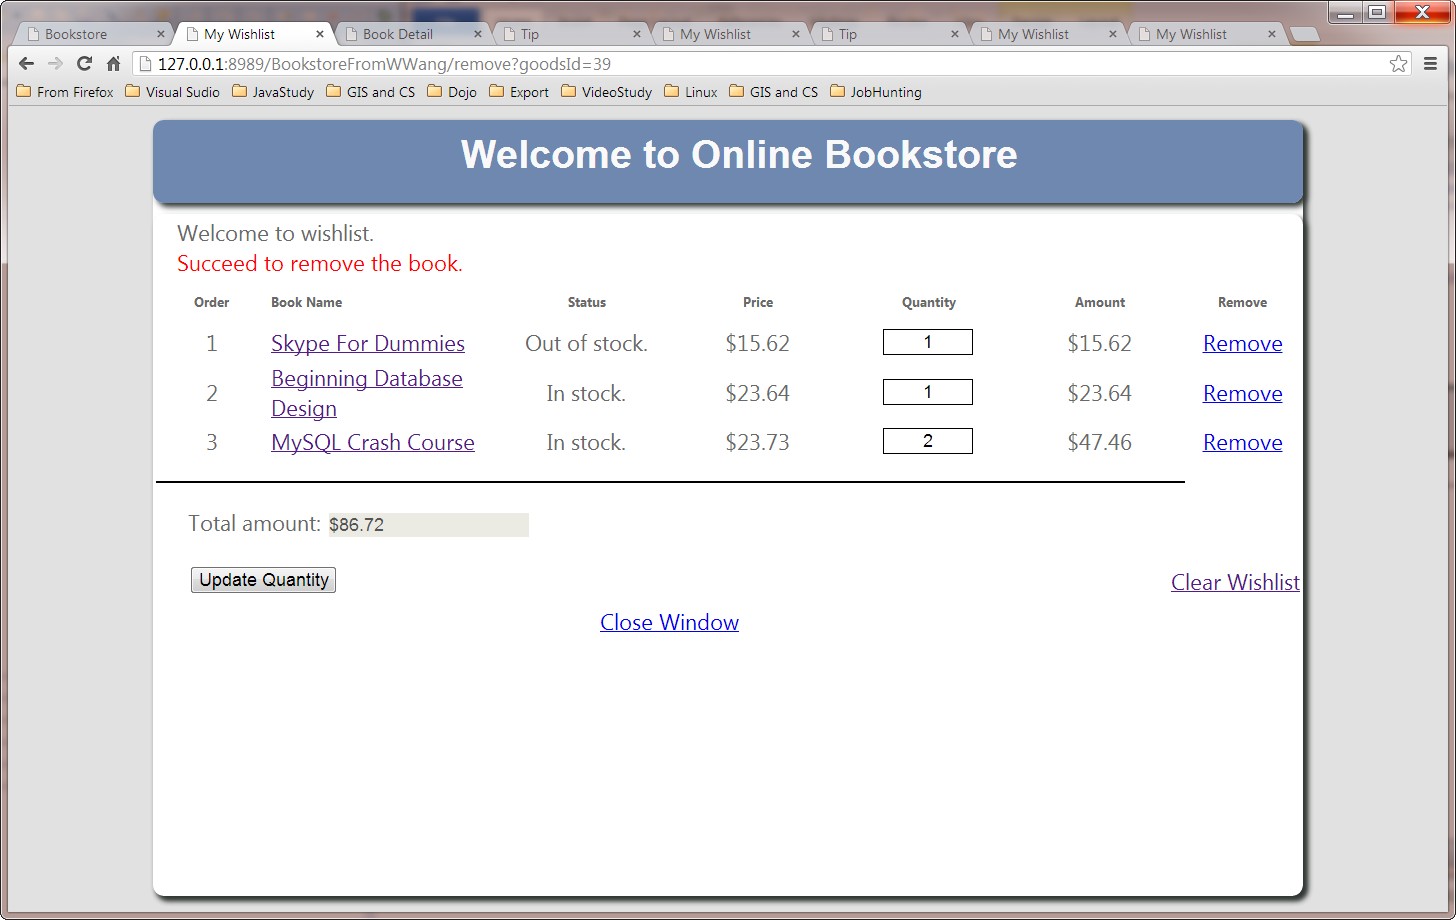 Bookstore My Wishlist Book Detail Tip My Wishlist Tip My Wishlist My Wishlist
127.0.0.1:8989/BookstoreFromWWang/remove?goodsId=39
From Firefox Visual Sudio JavaStudy GIS and CS Dojo Export VideoStudy Linux GIS and CS JobHunting
Welcome to Online Bookstore
Welcome to wishlist.
Succeed to remove the book.
Order Book Name Status Price Quantity Amount Remove
1 Skype For Dummies Out of stock. $15.62 1 $15.62 Remove
2 Beginning Database Design In stock. $23.64 1 $23.64 Remove
3 MySQL Crash Course In stock. $23.73 2 $47.46 Remove
Total amount: $86.72
Update Quantity Clear Wishlist
Close Window